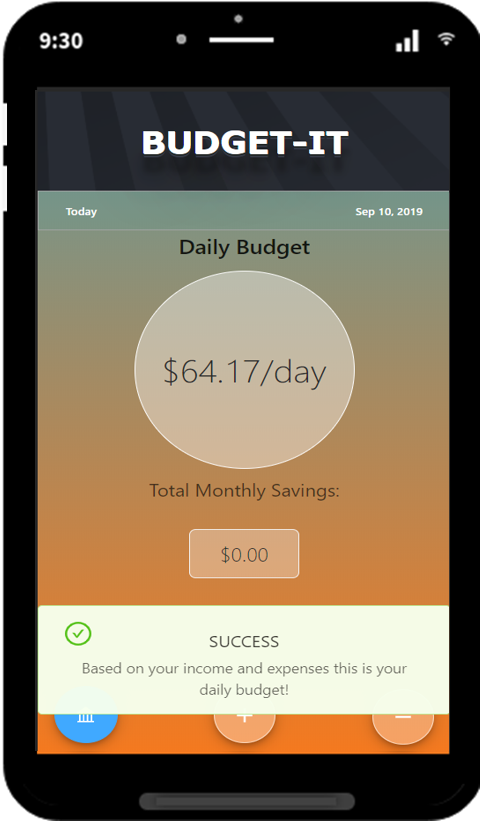 9:30
BUDGET-IT
Today Sep 10, 2019
Daily Budget
$64.17/day
Total Monthly Savings:
$0.00
SUCCESS
Based on your income and expenses this is your
daily budget!